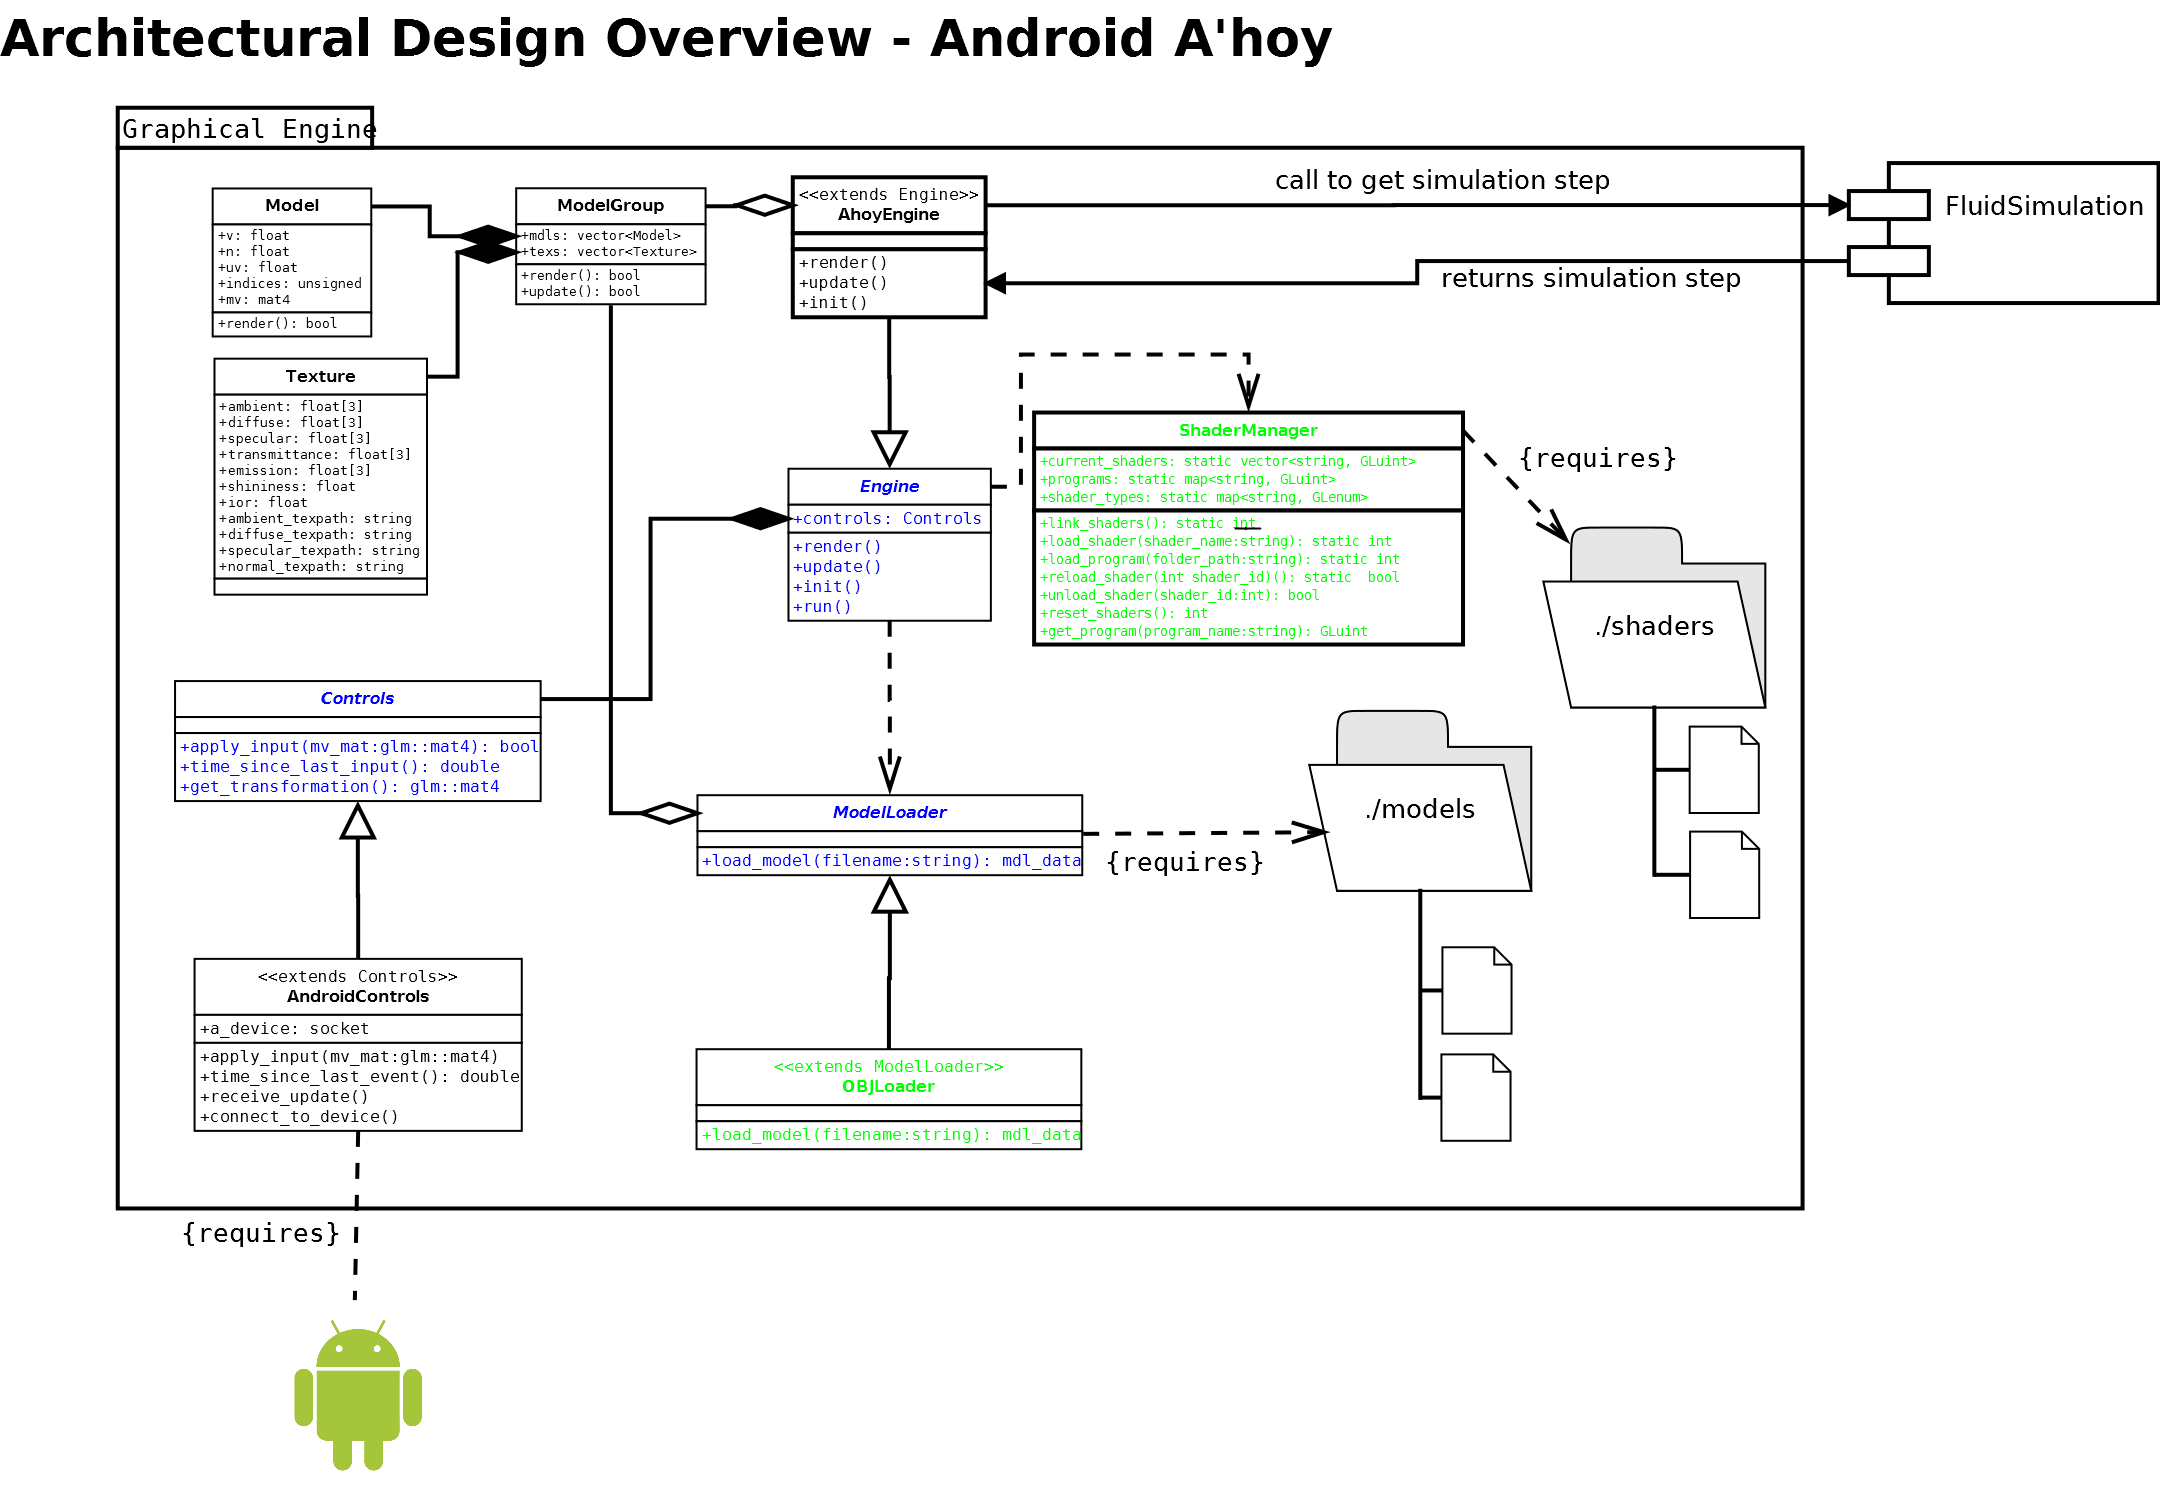 Architectural Design Overview - Android A'hoy
Graphical Engine
Model
+v: float
+n: float
+uv: float
+indices: unsigned
+mv: mat4
+render(): bool
ModelGroup
+mdls: vector<Model>
+texs: vector<Texture>
+render(): bool
+update(): bool
<<extends Engine>>
AhoyEngine
+render()
+update()
+init()
call to get simulation step
returns simulation step
FluidSimulation
Texture
+ambient: float[3]
+diffuse: float[3]
+specular: float[3]
+transmittance: float[3]
+emission: float[3]
+shininess: float
+ior: float
+ambient_texpath: string
+diffuse_texpath: string
+specular_texpath: string
+normal_texpath: string
Engine
+controls: Controls
+render()
+update()
+init()
+run()
ShaderManager
+current_shaders: static vector<string, GLuint>
+programs: static map<string, GLuint>
+shader_types: static map<string, GLenum>
+link_shaders(): static int
+load_shader(shader_name:string): static int
+load_program(folder_path:string): static int
+reload_shader(int shader_id)(): static  bool
+unload_shader(shader_id:int): bool
+reset_shaders(): int
+get_program(program_name:string): GLuint
{requires}
./shaders
Controls
+apply_input(mv_mat:glm::mat4): bool
+time_since_last_input(): double
+get_transformation(): glm::mat4
ModelLoader
+load_model(filename:string): mdl_data
{requires}
./models
<<extends Controls>>
AndroidControls
+a_device: socket
+apply_input(mv_mat:glm::mat4)
+time_since_last_event(): double
+receive_update()
+connect_to_device()
<<extends ModelLoader>>
OBJLoader
+load_model(filename:string): mdl_data
{requires}